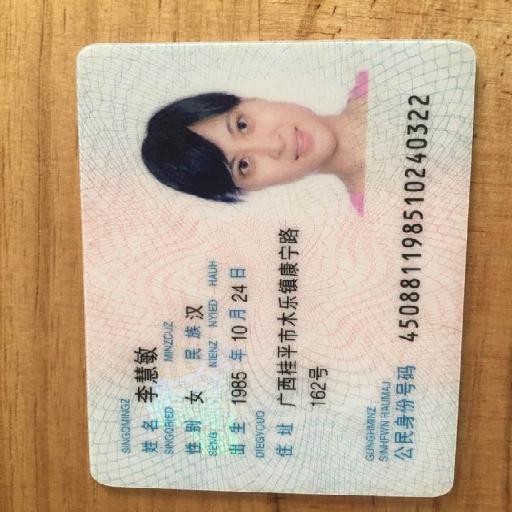 SINGQMINGZ
姓名 李慧敏
SINGQBIED MINZCUZ
性别 女 民族 汉
SENG NIENZ NYIED HAUH
出生 1985 年 10 月 24 日
DIEGYOUQ
住址 广西桂平市木乐镇康宁路
162号
GUNGHMINZ
SINHFWN HAUMAJ
公民身份号码 450881198510240322